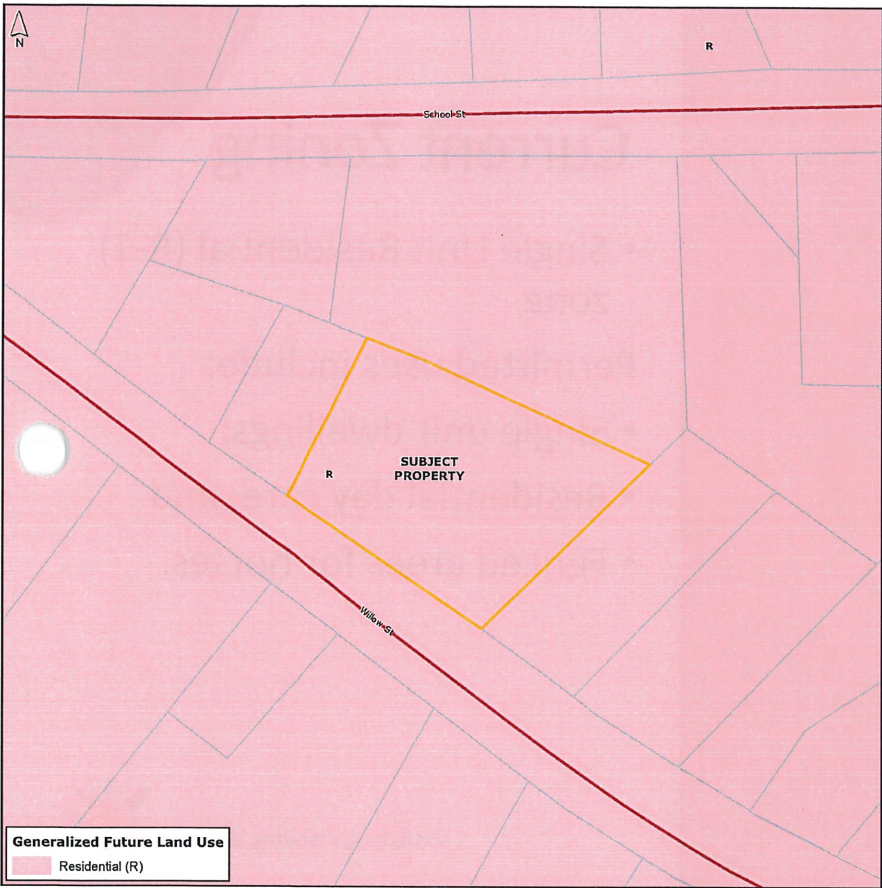 N
R
School St
SUBJECT
PROPERTY
R
Willow St
Generalized Future Land Use
Residential (R)